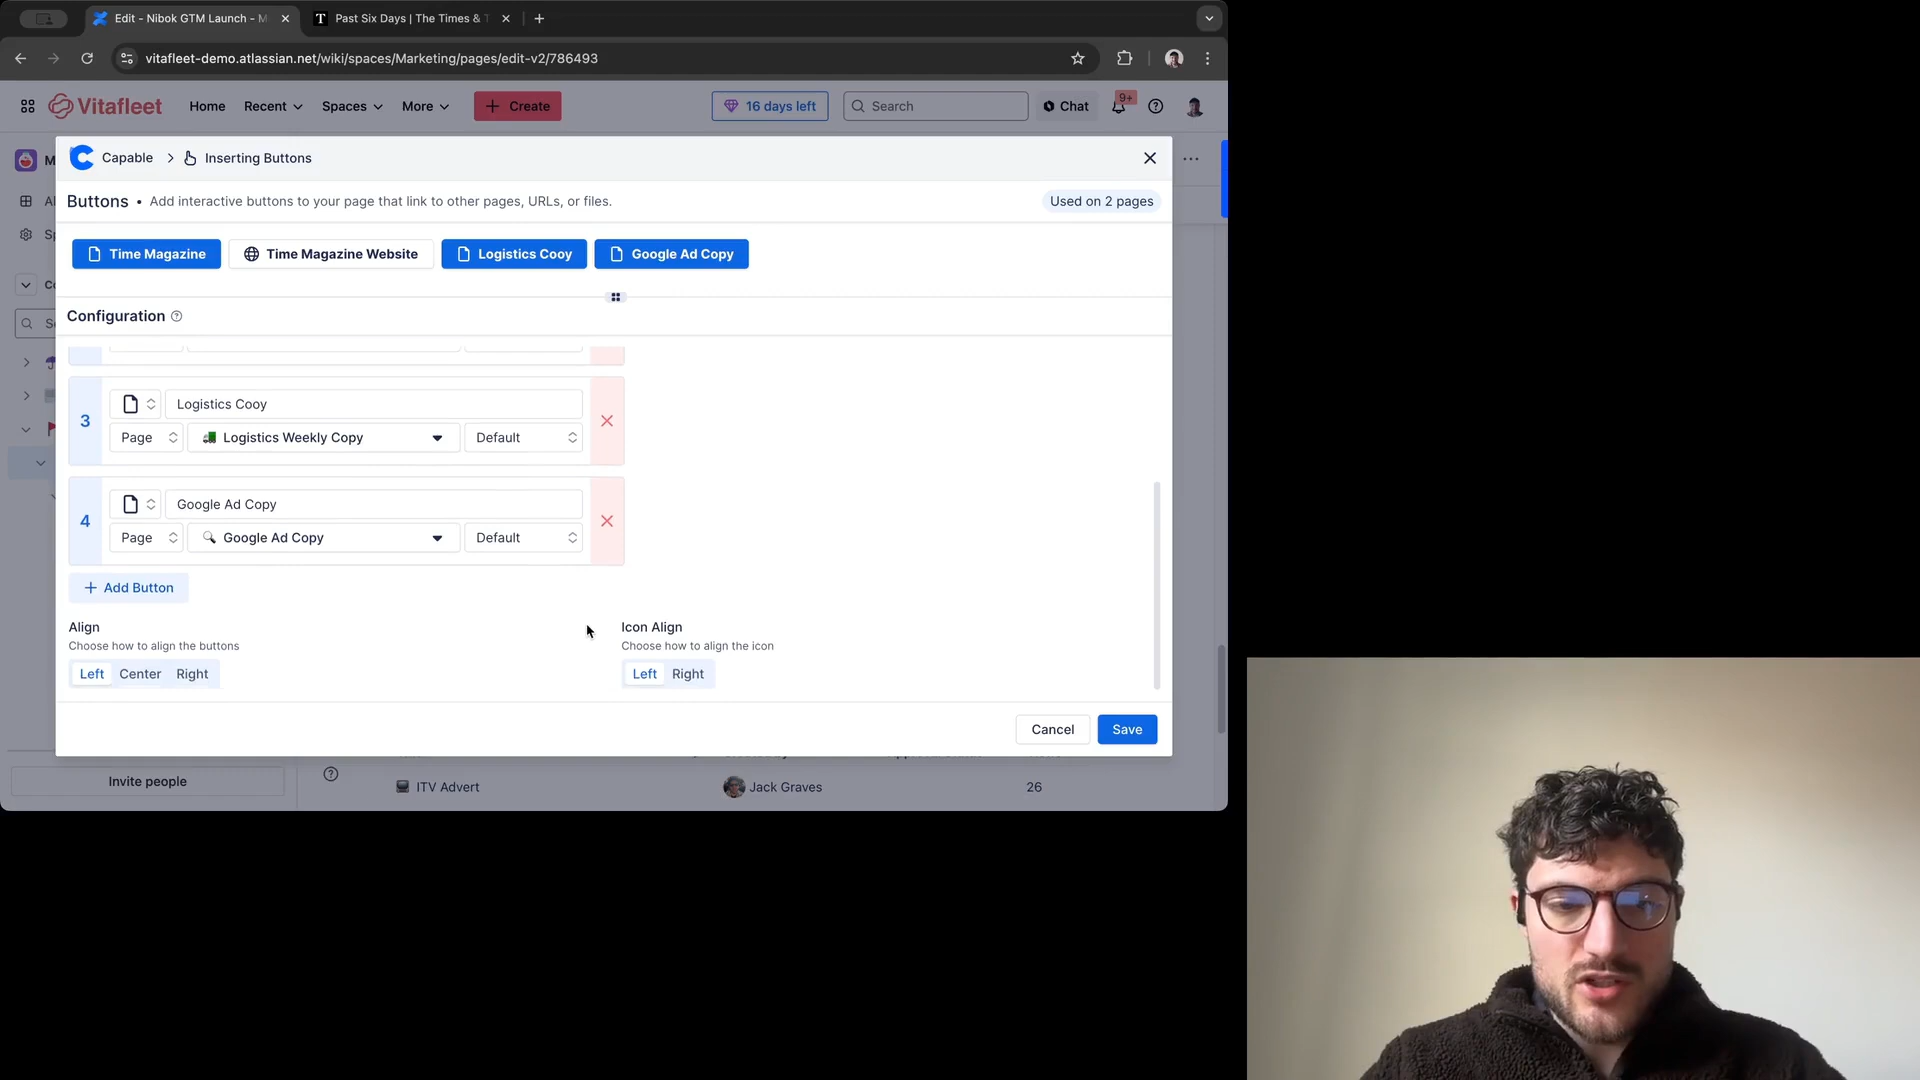 Edit - Nibok GTM Launch - M
Past Six Days | The Times & T
vitafleet-demo.atlassian.net/wiki/spaces/Marketing/pages/edit-v2/786493
Vitafleet
Home
Recent
Spaces
More
Create
16 days left
Search
Chat
9+
Capable
Inserting Buttons
Buttons • Add interactive buttons to your page that link to other pages, URLs, or files.
Used on 2 pages
Time Magazine
Time Magazine Website
Logistics Cooy
Google Ad Copy
Configuration
3
Logistics Cooy
Page
Logistics Weekly Copy
Default
4
Google Ad Copy
Page
Google Ad Copy
Default
+ Add Button
Align
Choose how to align the buttons
Left
Center
Right
Icon Align
Choose how to align the icon
Left
Right
Cancel
Save
Invite people
ITV Advert
Jack Graves
26